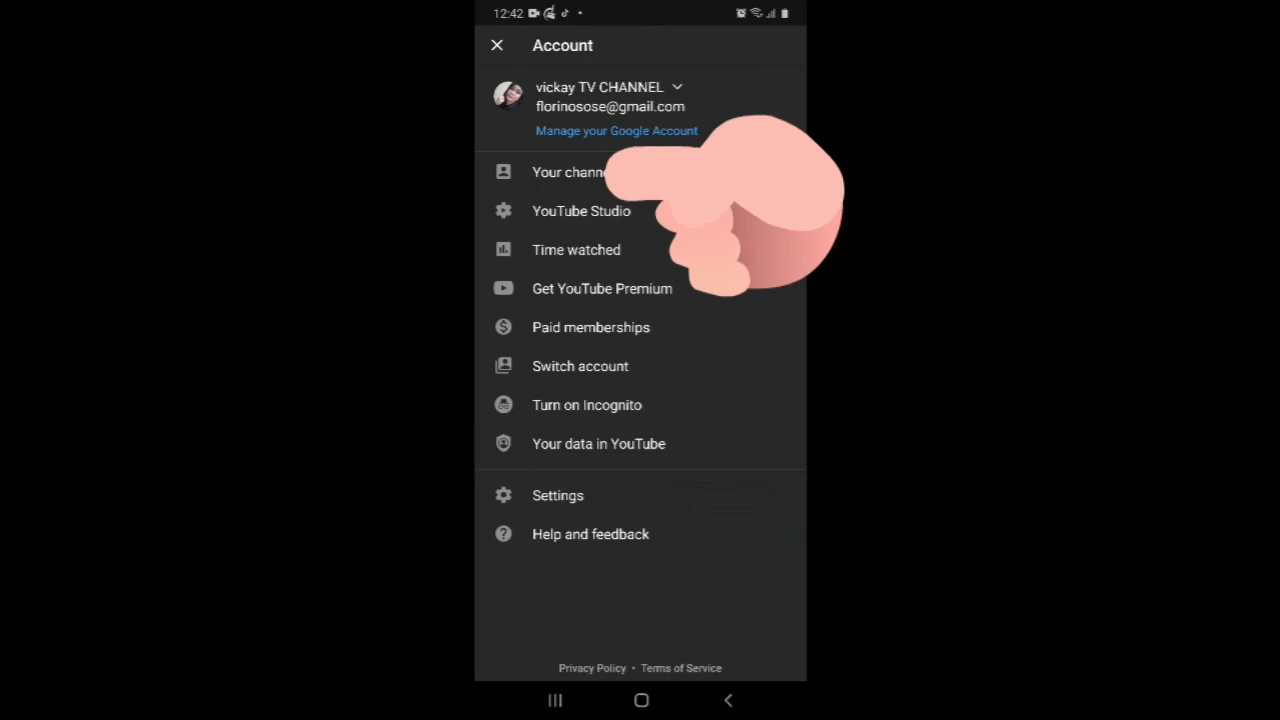 12:42
Account
vickay TV CHANNEL
florinosose@gmail.com
Manage your Google Account
Your
YouTube Studio
Time watched
Get YouTube Premium
Paid memberships
Switch account
Turn on Incognito
Your data in YouTube
Settings
Help and feedback
Privacy Policy • Terms of Service